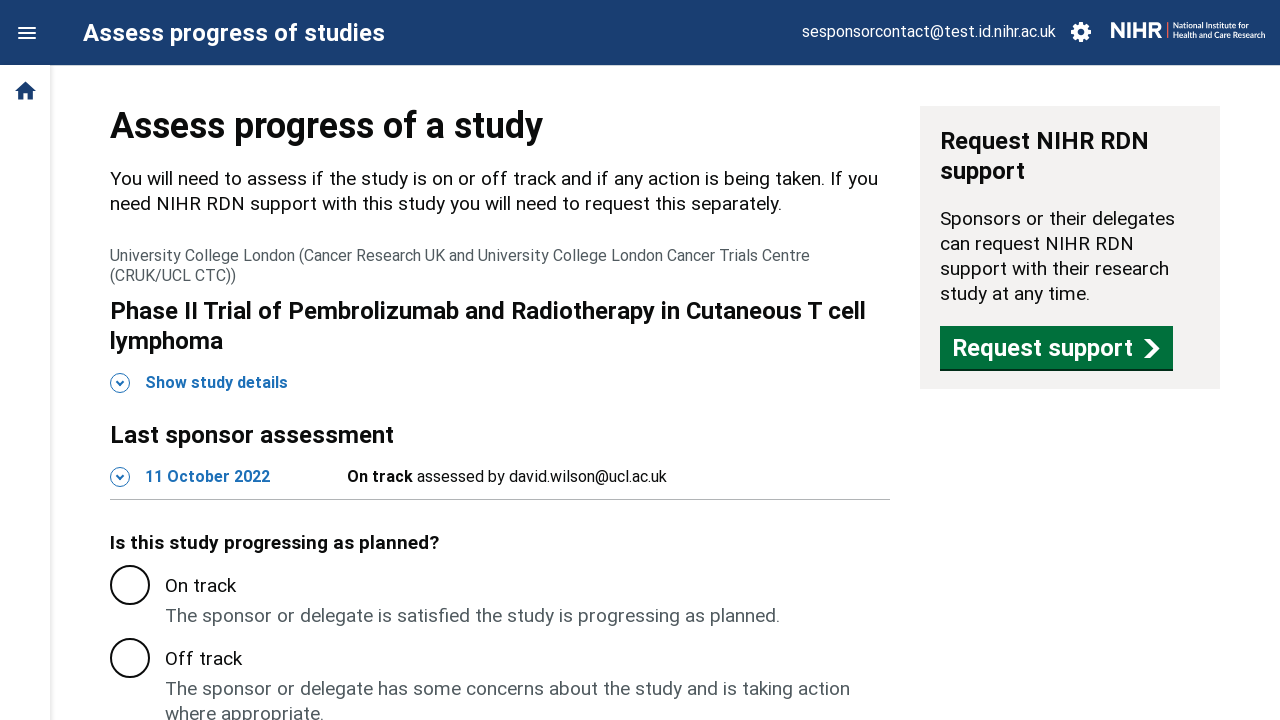 Assess progress of studies
sesponsorcontact@test.id.nihr.ac.uk
NIHR National Institute for
Health and Care Research
Assess progress of a study
You will need to assess if the study is on or off track and if any action is being taken. If you
need NIHR RDN support with this study you will need to request this separately.
University College London (Cancer Research UK and University College London Cancer Trials Centre
(CRUK/UCL CTC))
Phase II Trial of Pembrolizumab and Radiotherapy in Cutaneous T cell
lymphoma
Show study details
Last sponsor assessment
11 October 2022 On track assessed by david.wilson@ucl.ac.uk
Is this study progressing as planned?
On track
The sponsor or delegate is satisfied the study is progressing as planned.
Off track
The sponsor or delegate has some concerns about the study and is taking action
where appropriate.
Request NIHR RDN
support
Sponsors or their delegates
can request NIHR RDN
support with their research
study at any time.
Request support